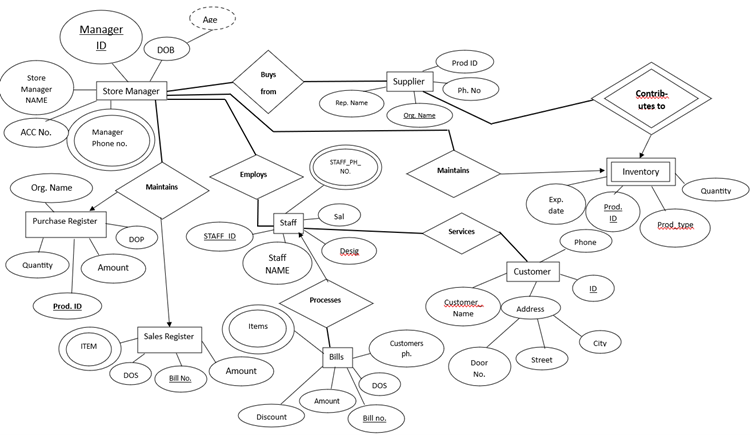 Age
Manager
ID
DOB
Store
Manager
NAME
Store Manager
Buys
from
Supplier
Prod ID
Ph. No
Rep. Name
Org. Name
Contrib-
utes to
ACC No.
Manager
Phone no.
Maintains
Employs
STAFF_PH_
NO.
Maintains
Inventory
Quantity
Exp.
date
Prod.
ID
Prod_type
Org. Name
Purchase Register
DOP
Quantity
Amount
Prod. ID
STAFF_ID
Staff
Sal
Desig
Staff
NAME
Services
Phone
Customer
ID
Customer_
Name
Address
City
Street
Door
No.
Processes
Items
Bills
Customers
ph.
DOS
Amount
Discount
Bill no.
ITEM
Sales Register
DOS
Bill No.
Amount